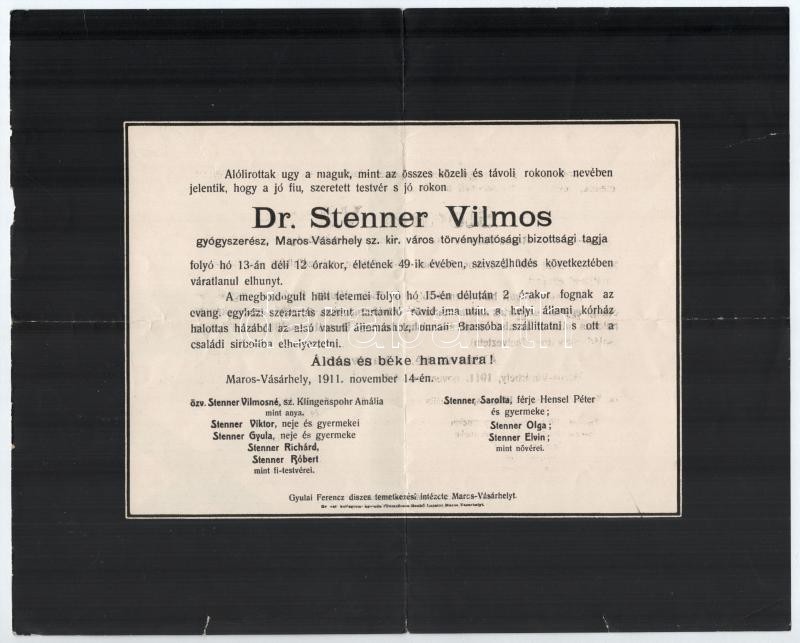 Alólirottak ugy a maguk, mint az összes közeli és távoli rokonok nevében
jelentik, hogy a jó fiu, szeretett testvér s jó rokon
Dr. Stenner Vilmos
gyógyszerész, Maros-Vásárhely sz. kir. város törvényhatósági bizottsági tagja
folyó hó 13-án déli 12 órakor, életének 49-ik évében, szivszélhüdés következtében
váratlanul elhunyt.
A megboldogult hült tetemei folyó hó 15-én délután 2 órakor fognak az
evang. egyházi szertartás szerint tartandó rövid ima után, a helyi állami kórház
halottas házából az első vasuti állomáshoz, onnan Brassóba szállittatni s ott a
családi sirboltba elhelyeztetni.
Áldás és béke hamvaira!
Maros-Vásárhely, 1911. november 14-én.
özv. Stenner Vilmosné, sz. Klingenspohr Amália
mint anya.
Stenner Viktor, neje és gyermekei
Stenner Gyula, neje és gyermeke
Stenner Richárd,
Stenner Róbert
mint fi-testvérei.
Stenner Sarolta, férje Hensel Péter
és gyermeke;
Stenner Olga;
Stenner Elvin;
mint nővérei.
Gyulai Ferencz diszes temetkezési intézete Maros-Vásárhelyt.
darabanth